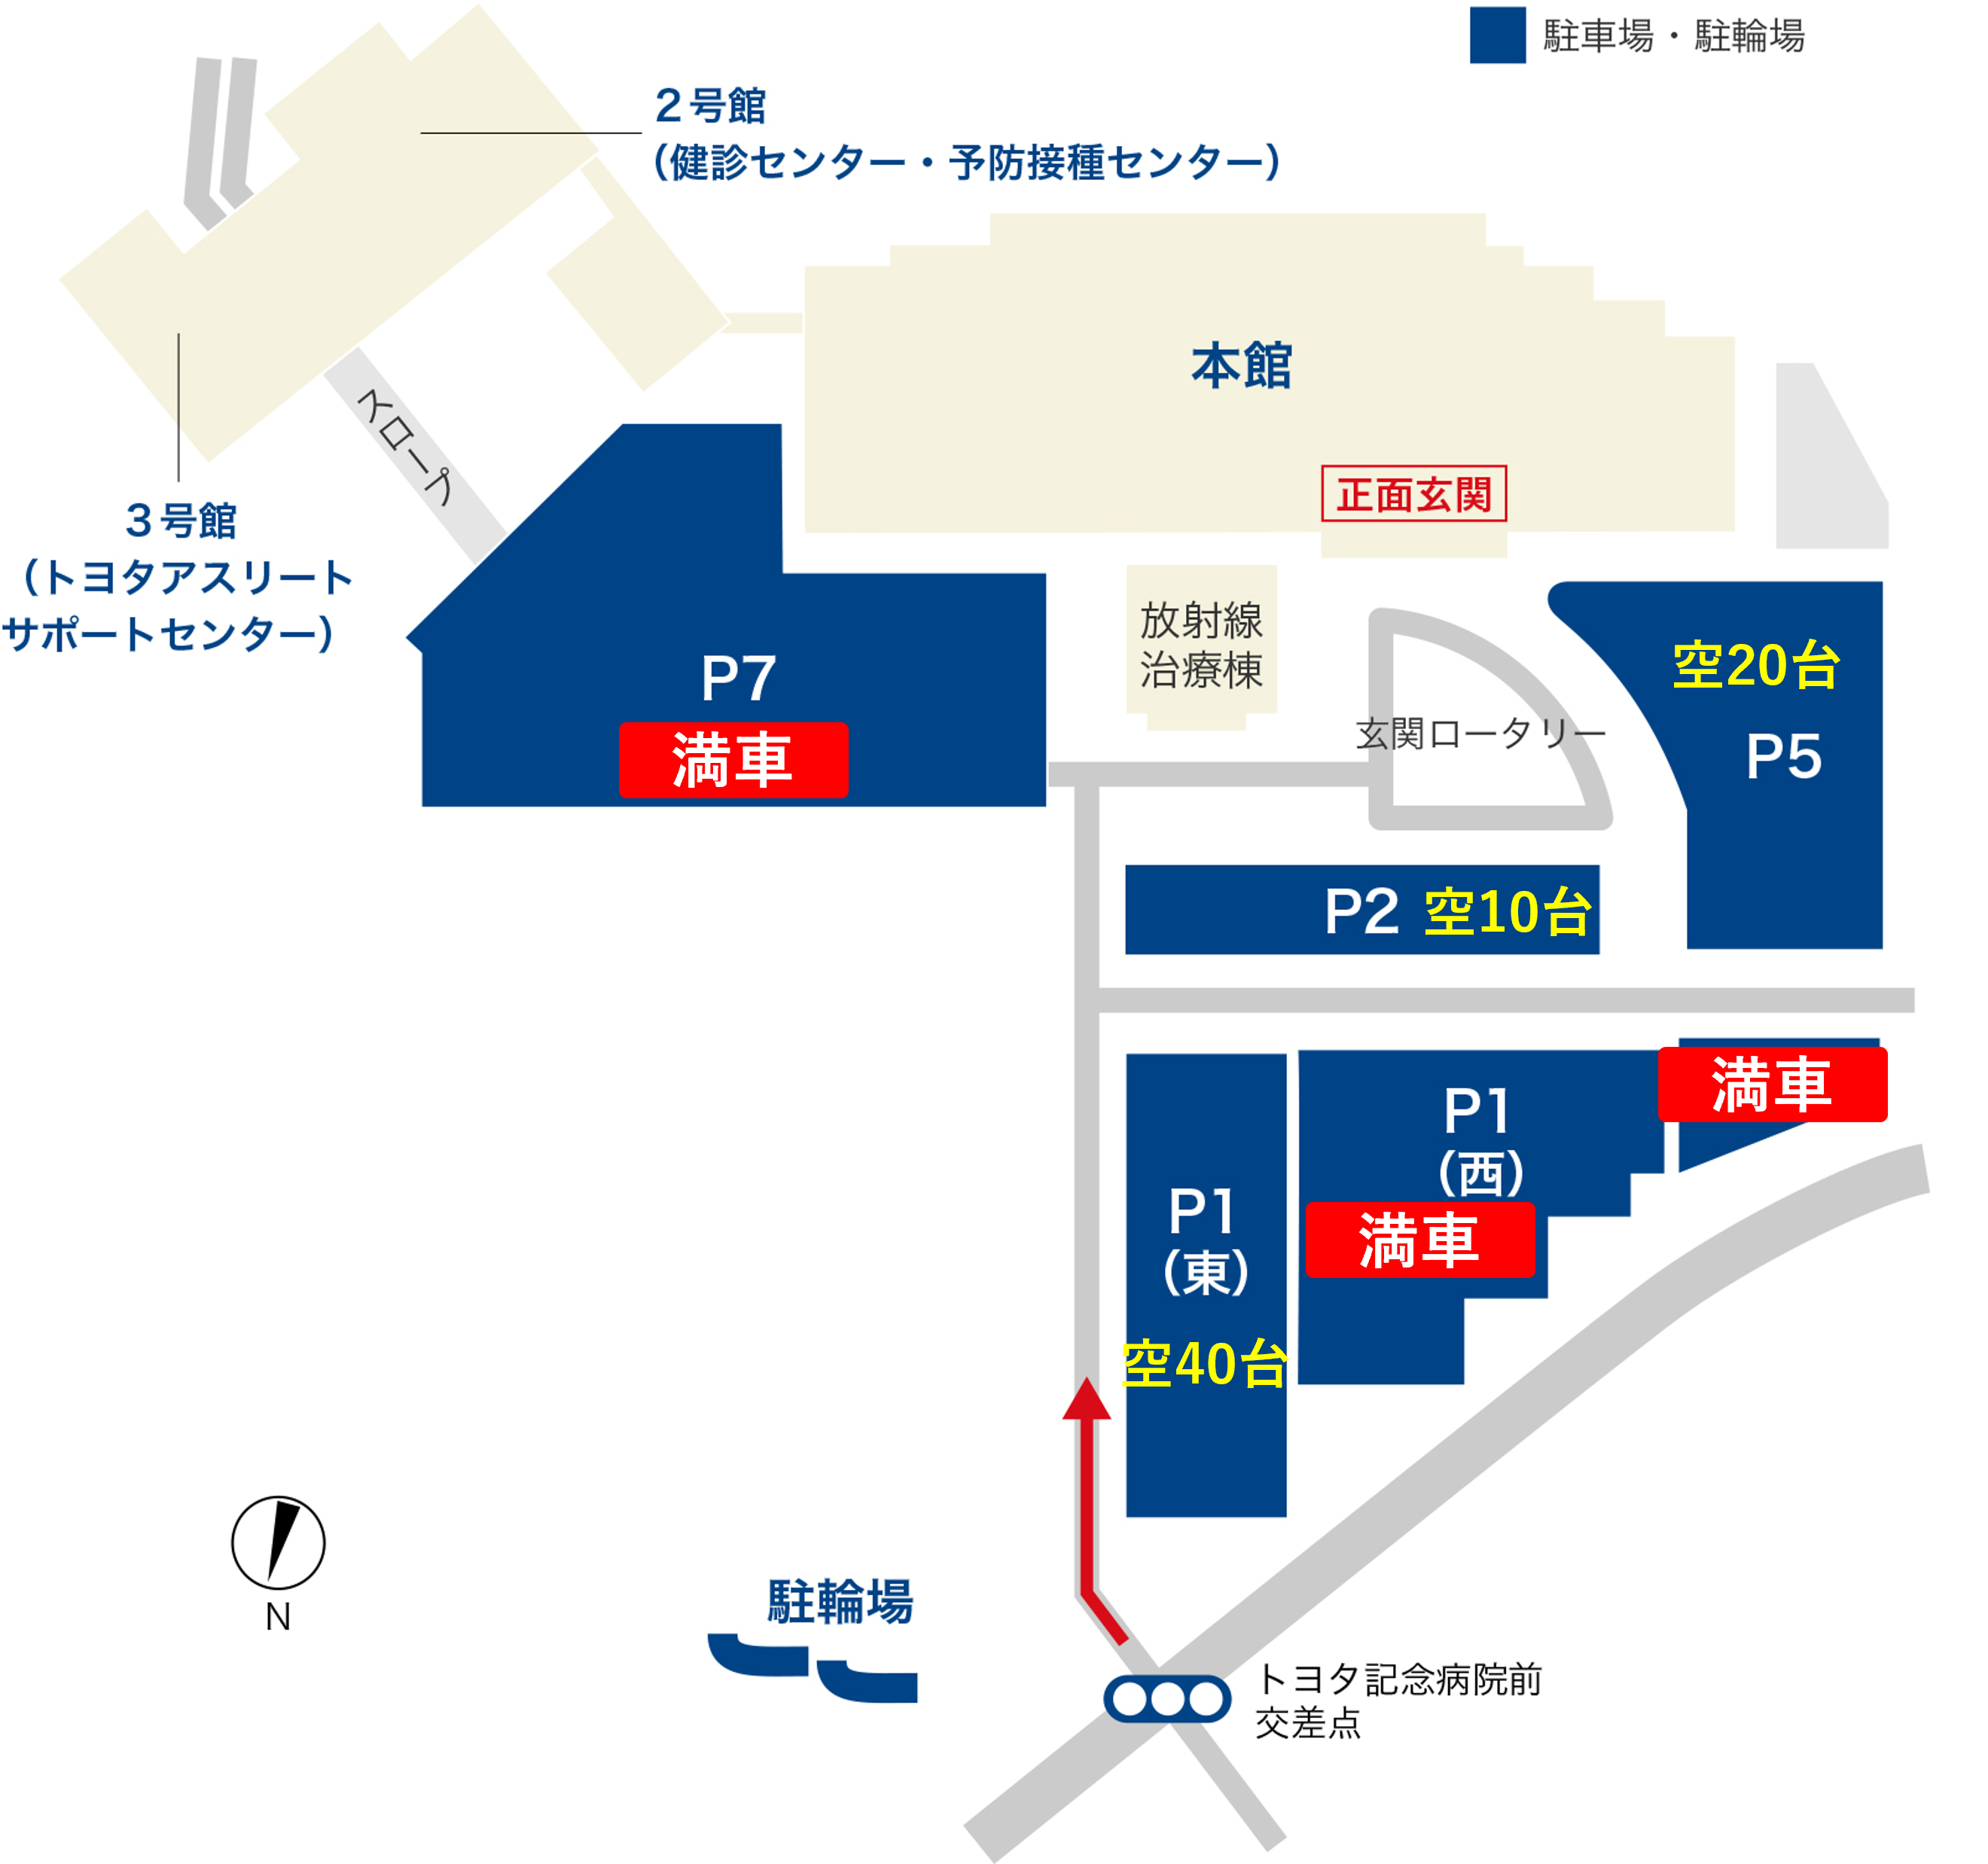 駐車場・駐輪場
２号館
（健診センター・予防接種センター）
本館
正面玄関
スロープ
３号館
（トヨタアスリート
サポートセンター）
放射線
治療棟
玄関ロータリー
空20台
P5
P7
満車
P2 空10台
満車
P1
（西）
満車
P1
（東）
空40台
N
駐輪場
トヨタ記念病院前
交差点